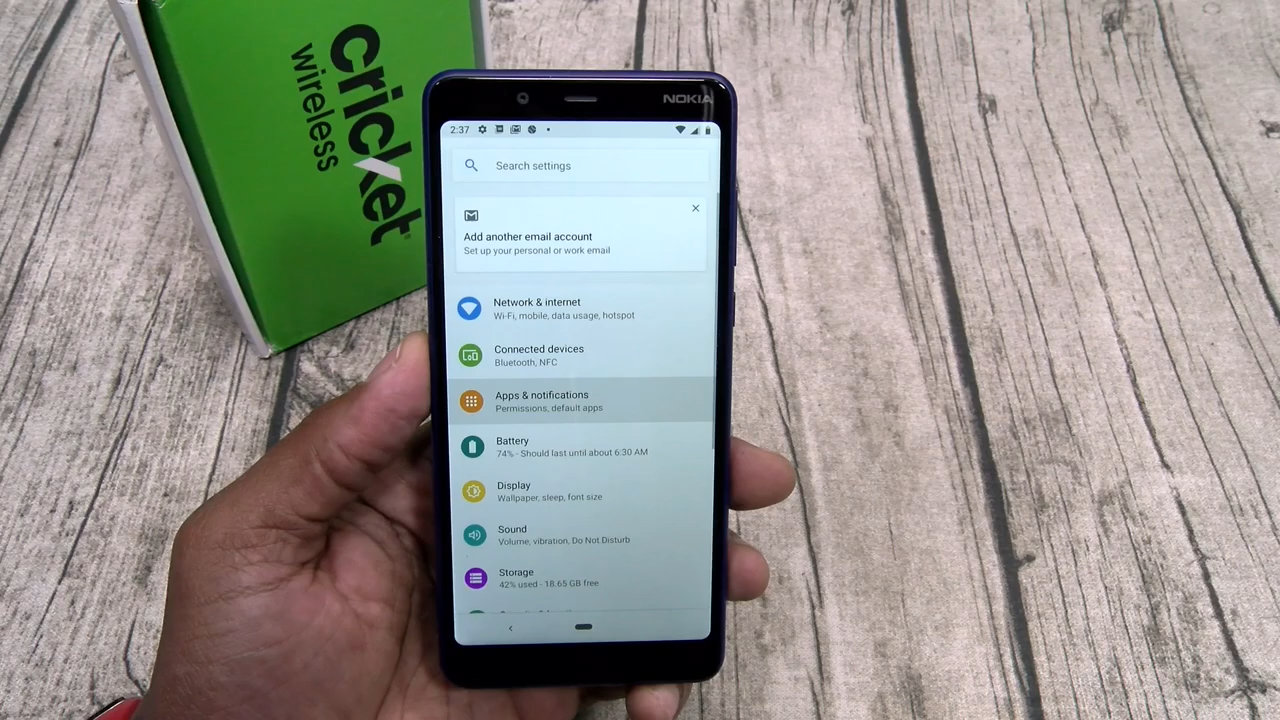 cricket
wireless
NOKIA
2:37
Search settings
Add another email account
Set up your personal or work email
Network & internet
Wi-Fi, mobile, data usage, hotspot
Connected devices
Bluetooth, NFC
Apps & notifications
Permissions, default apps
Battery
74% - Should last until about 6:30 AM
Display
Wallpaper, sleep, font size
Sound
Volume, vibration, Do Not Disturb
Storage
42% used - 18.65 GB free